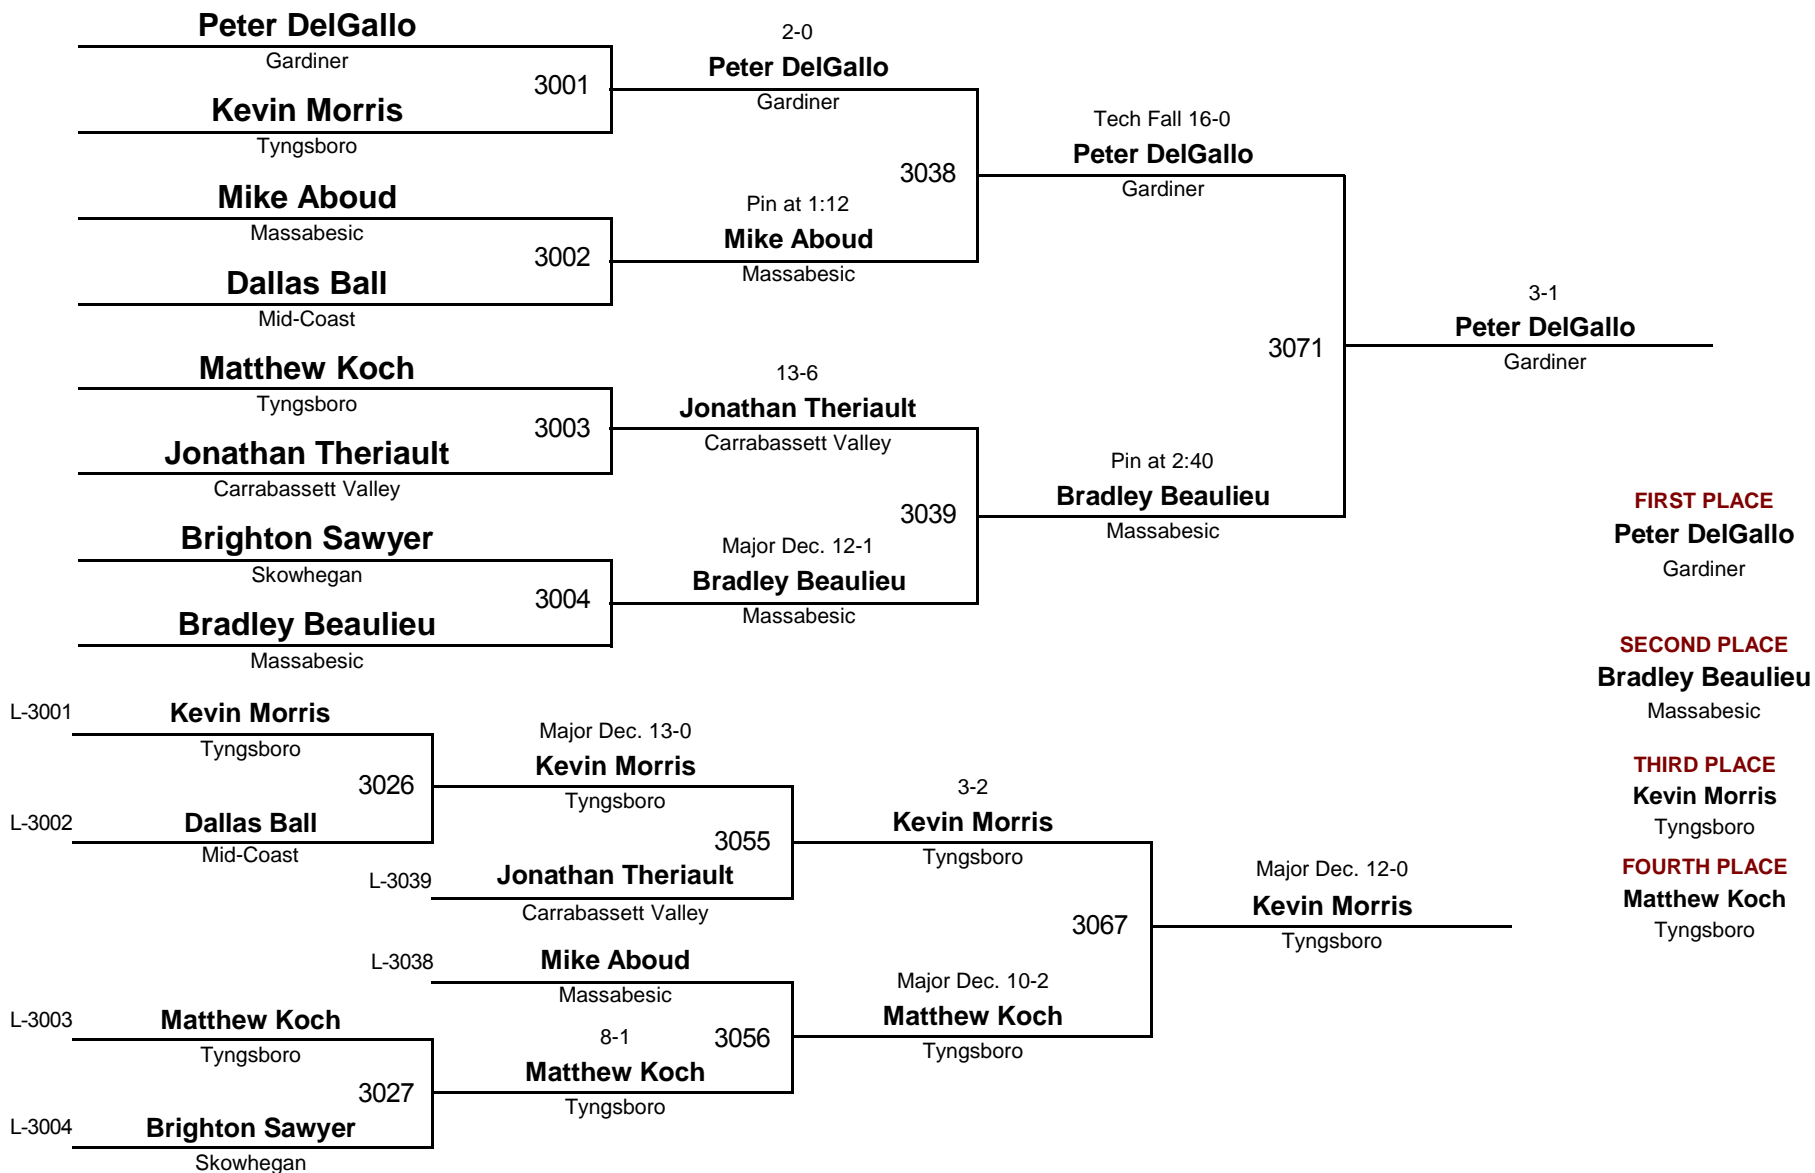 Peter DelGallo
Gardiner
3001
Kevin Morris
Tyngsboro
Mike Aboud
Massabesic
3002
Dallas Ball
Mid-Coast
Matthew Koch
Tyngsboro
3003
Jonathan Theriault
Carrabassett Valley
Brighton Sawyer
Skowhegan
3004
Bradley Beaulieu
Massabesic
2-0
Peter DelGallo
Gardiner
3038
Pin at 1:12
Mike Aboud
Massabesic
13-6
Jonathan Theriault
Carrabassett Valley
3039
Major Dec. 12-1
Bradley Beaulieu
Massabesic
Tech Fall 16-0
Peter DelGallo
Gardiner
3071
Pin at 2:40
Bradley Beaulieu
Massabesic
3-1
Peter DelGallo
Gardiner
FIRST PLACE
Peter DelGallo
Gardiner
SECOND PLACE
Bradley Beaulieu
Massabesic
THIRD PLACE
Kevin Morris
Tyngsboro
FOURTH PLACE
Matthew Koch
Tyngsboro
L-3001
Kevin Morris
Tyngsboro
3026
L-3002
Dallas Ball
Mid-Coast
Major Dec. 13-0
Kevin Morris
Tyngsboro
3055
L-3039
Jonathan Theriault
Carrabassett Valley
L-3038
Mike Aboud
Massabesic
3056
L-3003
Matthew Koch
Tyngsboro
3027
L-3004
Brighton Sawyer
Skowhegan
8-1
Matthew Koch
Tyngsboro
3-2
Kevin Morris
Tyngsboro
3067
Major Dec. 10-2
Matthew Koch
Tyngsboro
Major Dec. 12-0
Kevin Morris
Tyngsboro